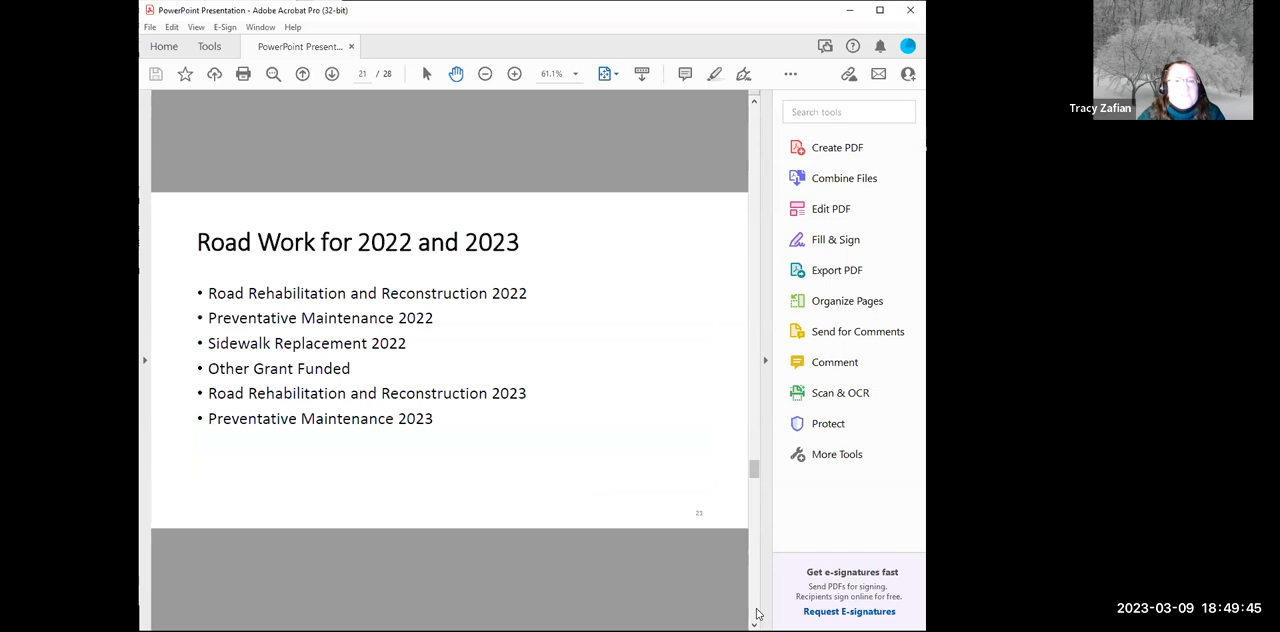 PowerPoint Presentation - Adobe Acrobat Pro (32-bit)
File Edit View E-Sign Window Help
Home Tools PowerPoint Present... ×
21 / 28 61.1%
Search tools
Create PDF
Combine Files
Edit PDF
Fill & Sign
Export PDF
Organize Pages
Send for Comments
Comment
Scan & OCR
Protect
More Tools
Get e-signatures fast
Send PDFs for signing.
Recipients sign online for free.
Request E-signatures
Road Work for 2022 and 2023
• Road Rehabilitation and Reconstruction 2022
• Preventative Maintenance 2022
• Sidewalk Replacement 2022
• Other Grant Funded
• Road Rehabilitation and Reconstruction 2023
• Preventative Maintenance 2023
23
Tracy Zafian
2023-03-09 18:49:45